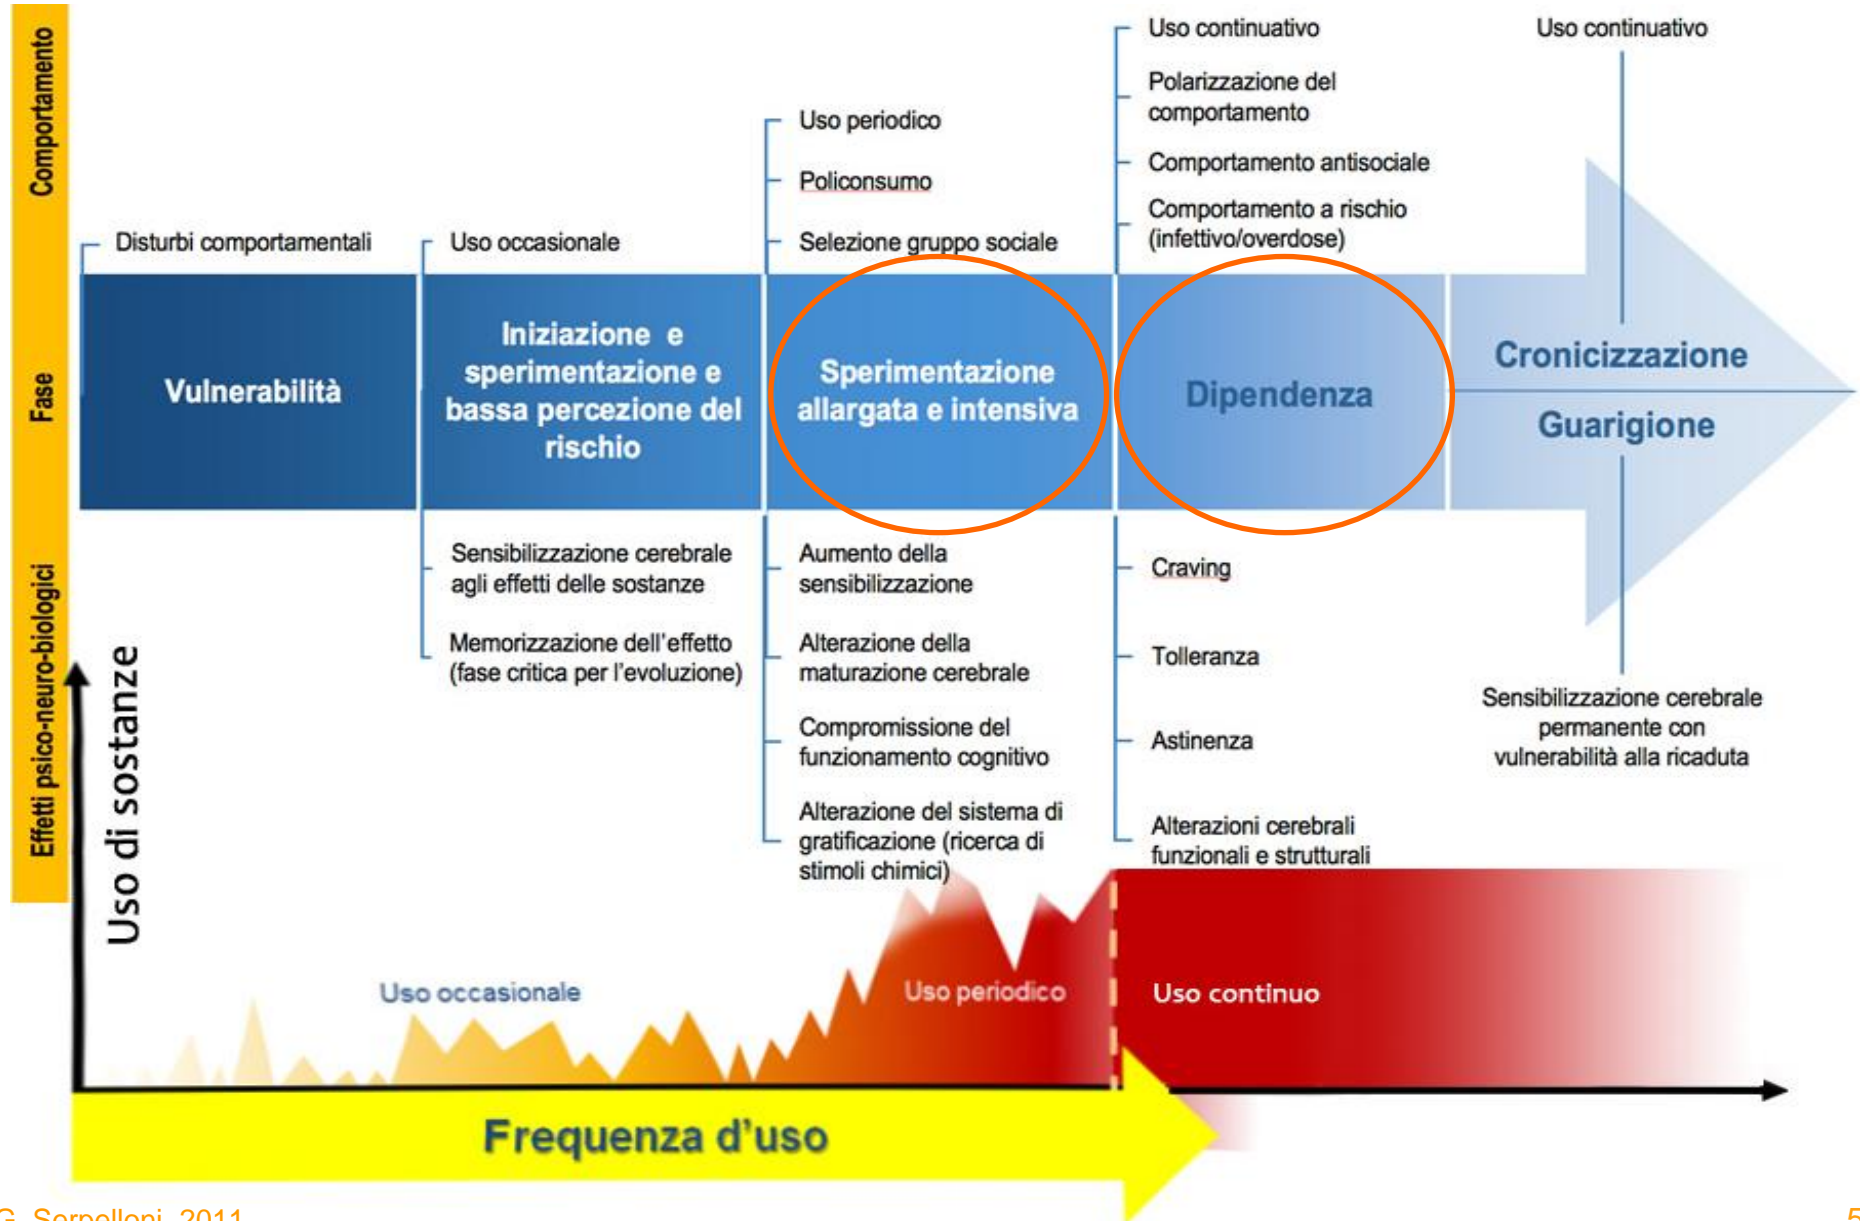 Comportamento
Fase
Effetti psico-neuro-biologici
Disturbi comportamentali
Vulnerabilità
Uso occasionale
Iniziazione e
sperimentazione e
bassa percezione del
rischio
Sensibilizzazione cerebrale
agli effetti delle sostanze
Memorizzazione dell'effetto
(fase critica per l'evoluzione)
Uso periodico
Policonsumo
Selezione gruppo sociale
Sperimentazione
allargata e intensiva
Aumento della
sensibilizzazione
Alterazione della
maturazione cerebrale
Compromissione del
funzionamento cognitivo
Alterazione del sistema di
gratificazione (ricerca di
stimoli chimici)
Uso continuativo
Polarizzazione del
comportamento
Comportamento antisociale
Comportamento a rischio
(infettivo/overdose)
Dipendenza
Craving
Tolleranza
Astinenza
Alterazioni cerebrali
funzionali e strutturali
Uso continuativo
Cronicizzazione
Guarigione
Sensibilizzazione cerebrale
permanente con
vulnerabilità alla ricaduta
Uso di sostanze
Uso occasionale
Uso periodico
Uso continuo
Frequenza d'uso
G. Serpelloni, 2011
5